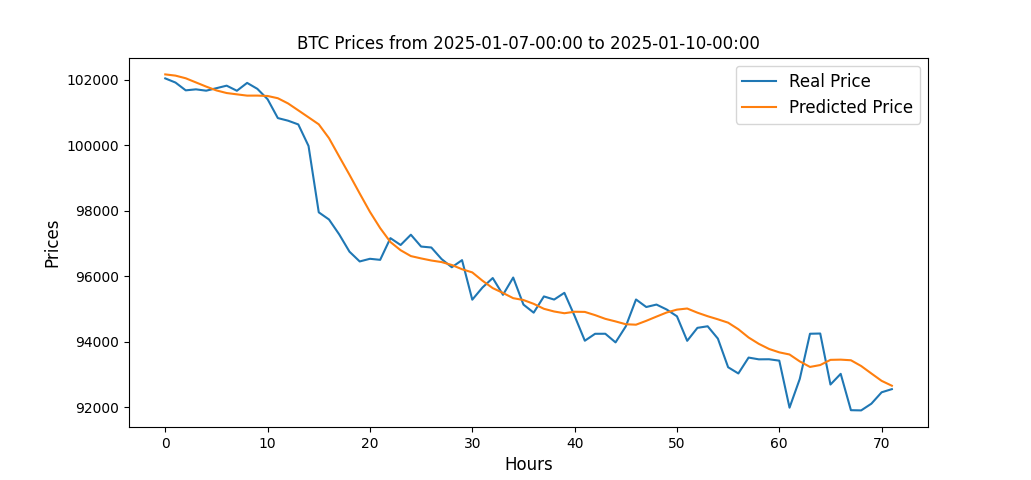 BTC Prices from 2025-01-07-00:00 to 2025-01-10-00:00
Real Price
Predicted Price
102000
100000
98000
96000
94000
92000
Prices
0 10 20 30 40 50 60 70
Hours